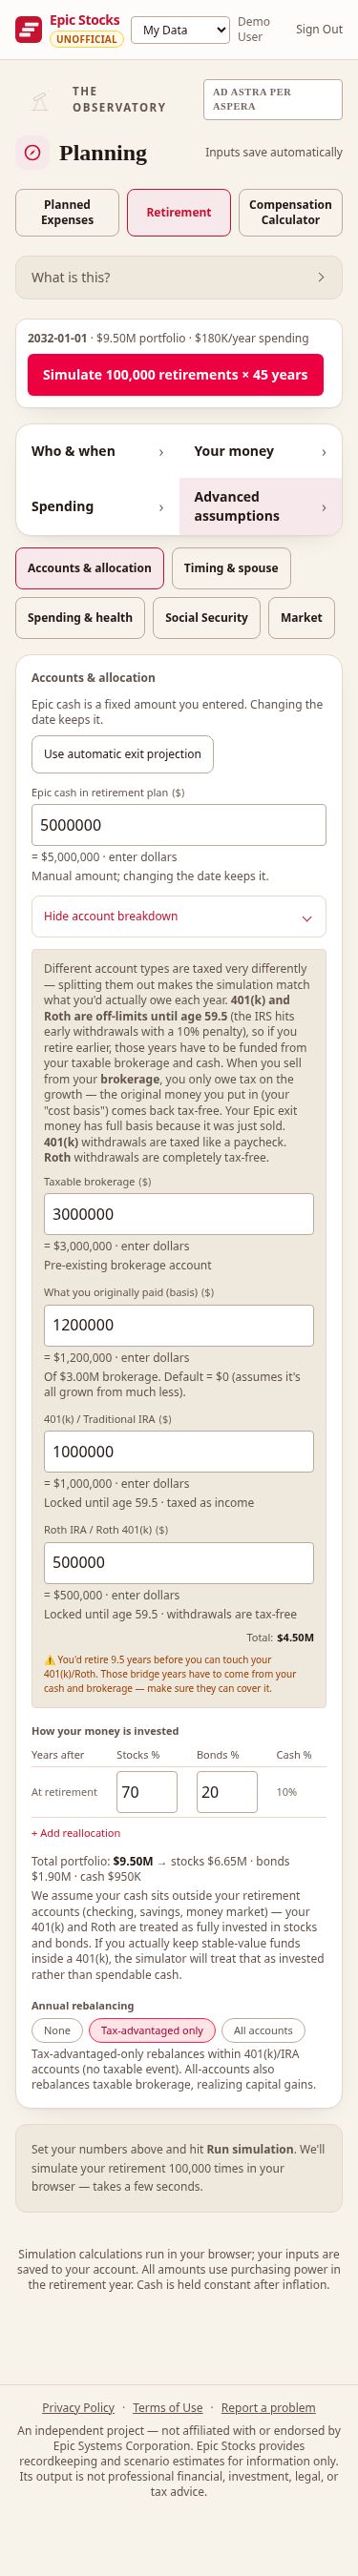 Epic Stocks
UNOFFICIAL
My Data
Demo
User
Sign Out
THE
OBSERVATORY
AD ASTRA PER
ASPERA
Planning
Inputs save automatically
Planned
Expenses
Retirement
Compensation
Calculator
What is this?
2032-01-01 · $9.50M portfolio · $180K/year spending
Simulate 100,000 retirements × 45 years
Who & when
Your money
Spending
Advanced
assumptions
Accounts & allocation
Timing & spouse
Spending & health
Social Security
Market
Accounts & allocation
Epic cash is a fixed amount you entered. Changing the
date keeps it.
Use automatic exit projection
Epic cash in retirement plan ($)
5000000
= $5,000,000 · enter dollars
Manual amount; changing the date keeps it.
Hide account breakdown
Different account types are taxed very differently
— splitting them out makes the simulation match
what you'd actually owe each year. 401(k) and
Roth are off-limits until age 59.5 (the IRS hits
early withdrawals with a 10% penalty), so if you
retire earlier, those years have to be funded from
your taxable brokerage and cash. When you sell
from your brokerage, you only owe tax on the
growth — the original money you put in (your
"cost basis") comes back tax-free. Your Epic exit
money has full basis because it was just sold.
401(k) withdrawals are taxed like a paycheck.
Roth withdrawals are completely tax-free.
Taxable brokerage ($)
3000000
= $3,000,000 · enter dollars
Pre-existing brokerage account
What you originally paid (basis) ($)
1200000
= $1,200,000 · enter dollars
Of $3.00M brokerage. Default = $0 (assumes it's
all grown from much less).
401(k) / Traditional IRA ($)
1000000
= $1,000,000 · enter dollars
Locked until age 59.5 · taxed as income
Roth IRA / Roth 401(k) ($)
500000
= $500,000 · enter dollars
Locked until age 59.5 · withdrawals are tax-free
Total: $4.50M
⚠️ You'd retire 9.5 years before you can touch your
401(k)/Roth. Those bridge years have to come from your
cash and brokerage — make sure they can cover it.
How your money is invested
Years after
Stocks %
Bonds %
Cash %
At retirement
70
20
10%
+ Add reallocation
Total portfolio: $9.50M → stocks $6.65M · bonds
$1.90M · cash $950K
We assume your cash sits outside your retirement
accounts (checking, savings, money market) — your
401(k) and Roth are treated as fully invested in stocks
and bonds. If you actually keep stable-value funds
inside a 401(k), the simulator will treat that as invested
rather than spendable cash.
Annual rebalancing
None
Tax-advantaged only
All accounts
Tax-advantaged-only rebalances within 401(k)/IRA
accounts (no taxable event). All-accounts also
rebalances taxable brokerage, realizing capital gains.
Set your numbers above and hit Run simulation. We'll
simulate your retirement 100,000 times in your
browser — takes a few seconds.
Simulation calculations run in your browser; your inputs are
saved to your account. All amounts use purchasing power in
the retirement year. Cash is held constant after inflation.
Privacy Policy · Terms of Use · Report a problem
An independent project — not affiliated with or endorsed by
Epic Systems Corporation. Epic Stocks provides
recordkeeping and scenario estimates for information only.
Its output is not professional financial, investment, legal, or
tax advice.